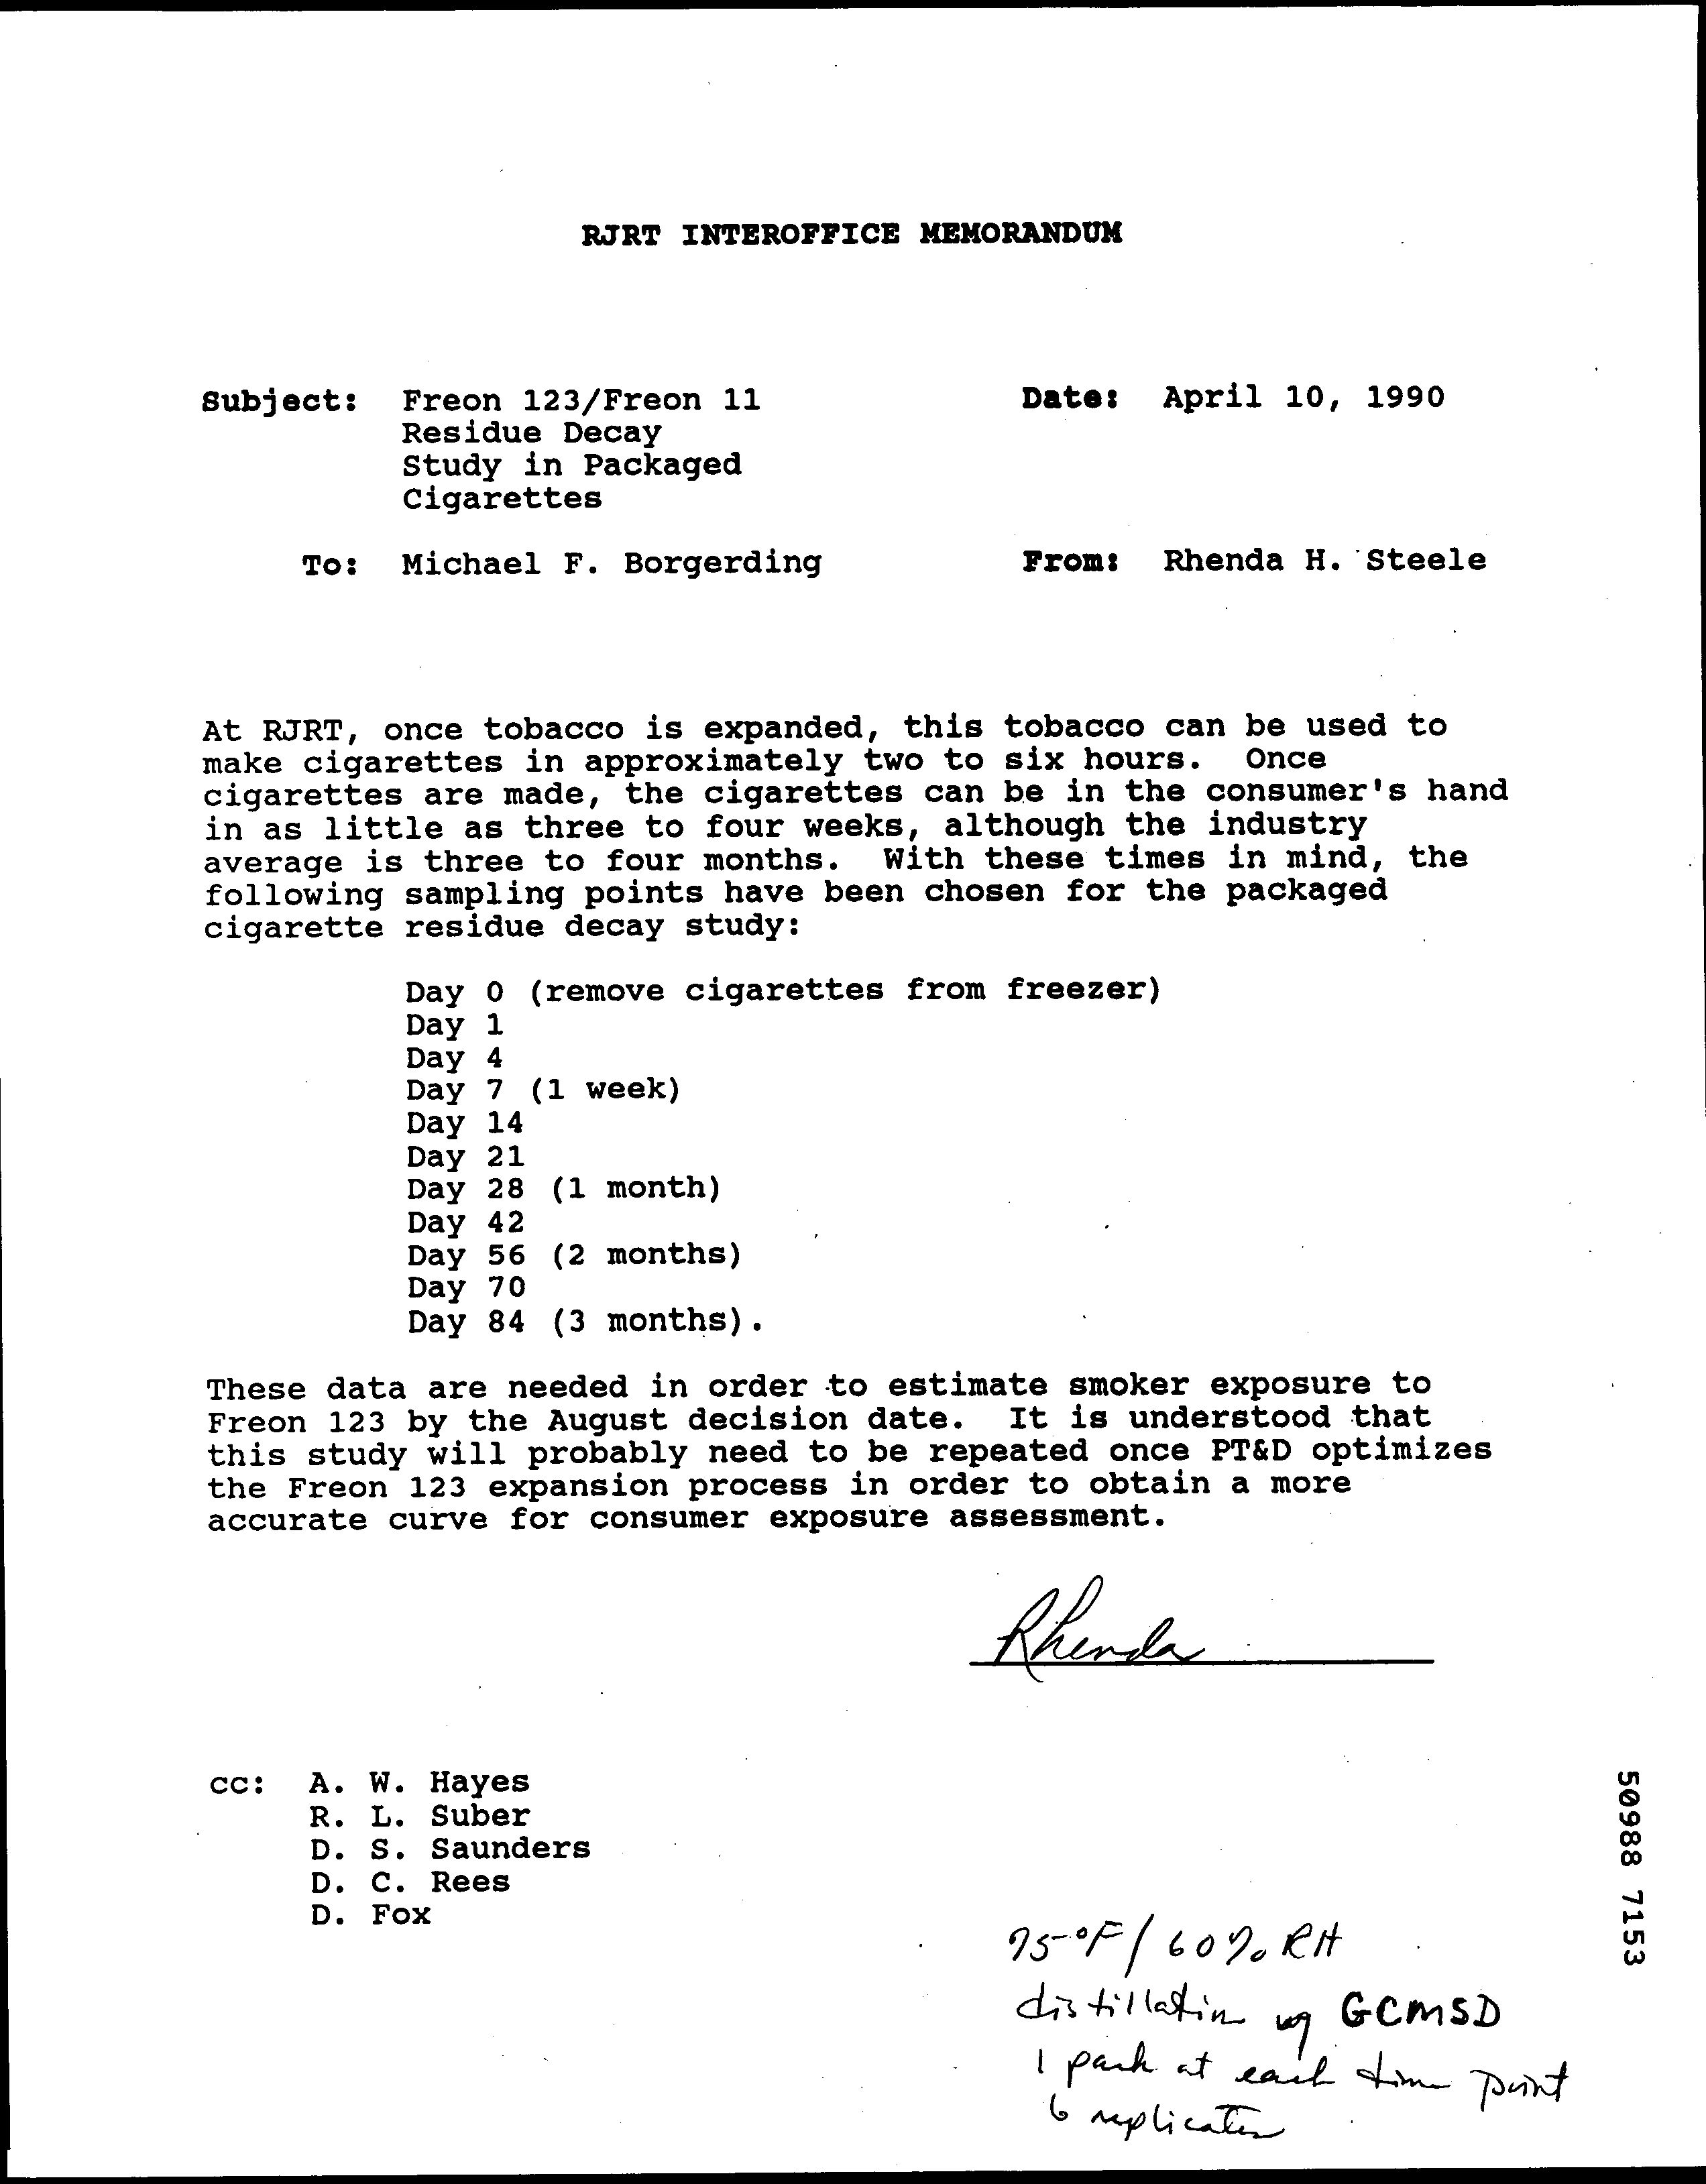 RJRT INTEROFFICE MEMORANDUM
Subject: Freon 123/Freon 11 Date: April 10, 1990
Residue Decay
Study in Packaged
Cigarettes
To: Michael F. Borgerding From: Rhenda H. Steele
At RJRT, once tobacco is expanded, this tobacco can be used to
make cigarettes in approximately two to six hours. Once
cigarettes are made, the cigarettes can be in the consumer's hand
in as little as three to four weeks, although the industry
average is three to four months. With these times in mind, the
following sampling points have been chosen for the packaged
cigarette residue decay study:
Day 0 (remove cigarettes from freezer)
Day 1
Day 4
Day 7 (1 week)
Day 14
Day 21
Day 28 (1 month)
Day 42
Day 56 (2 months)
Day 70
Day 84 (3 months).
These data are needed in order to estimate smoker exposure to
Freon 123 by the August decision date. It is understood that
this study will probably need to be repeated once PT&D optimizes
the Freon 123 expansion process in order to obtain a more
accurate curve for consumer exposure assessment.
Rhenda
cc: A. W. Hayes
R. L. Suber
D. S. Saunders
D. C. Rees
D. Fox
75°F / 60% RH
distillation w/ GCMSD
1 pack at each time point
6 replicates
50988 7153